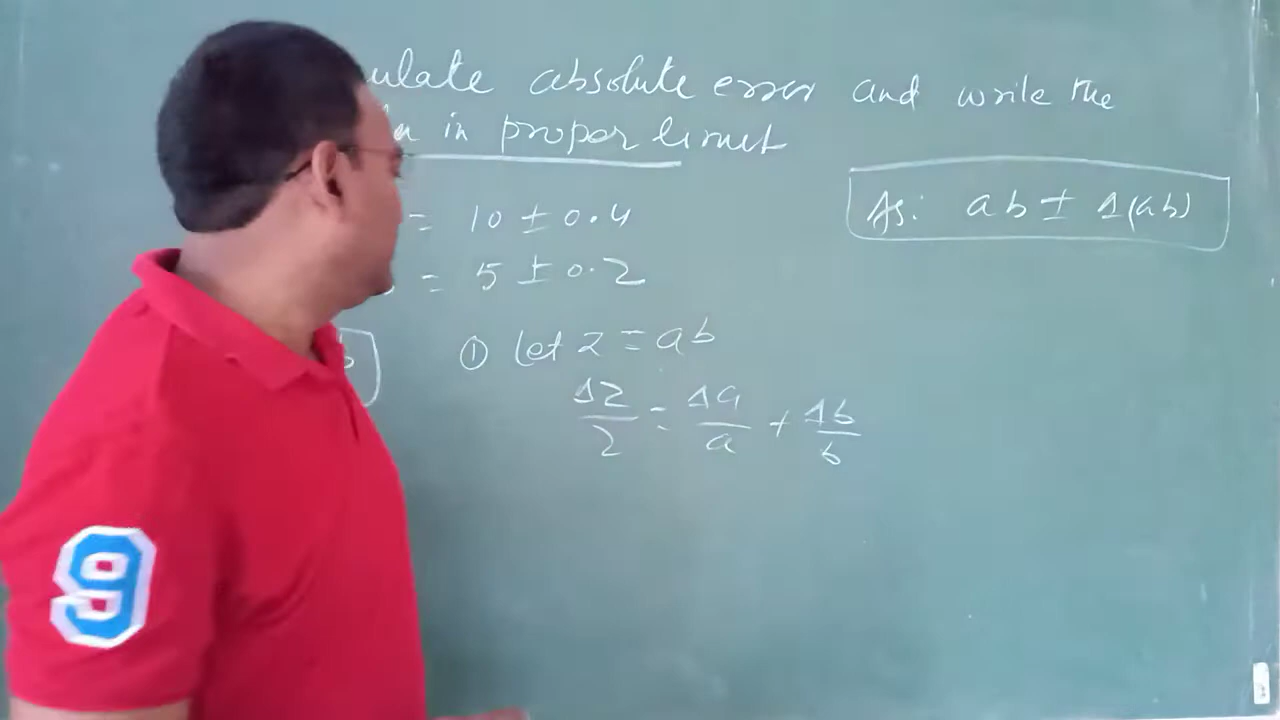 ulate absolute error and write the
in proper limit
= 10 ± 0.4
As: ab ± Δ(ab)
= 5 ± 0.2
b
① Let z = ab
Δz/z = Δa/a + Δb/b
9